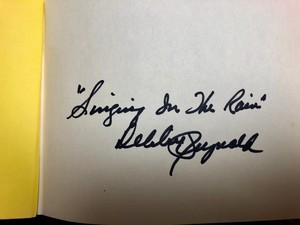 "Singing In The Rain"
Debbie Reynolds